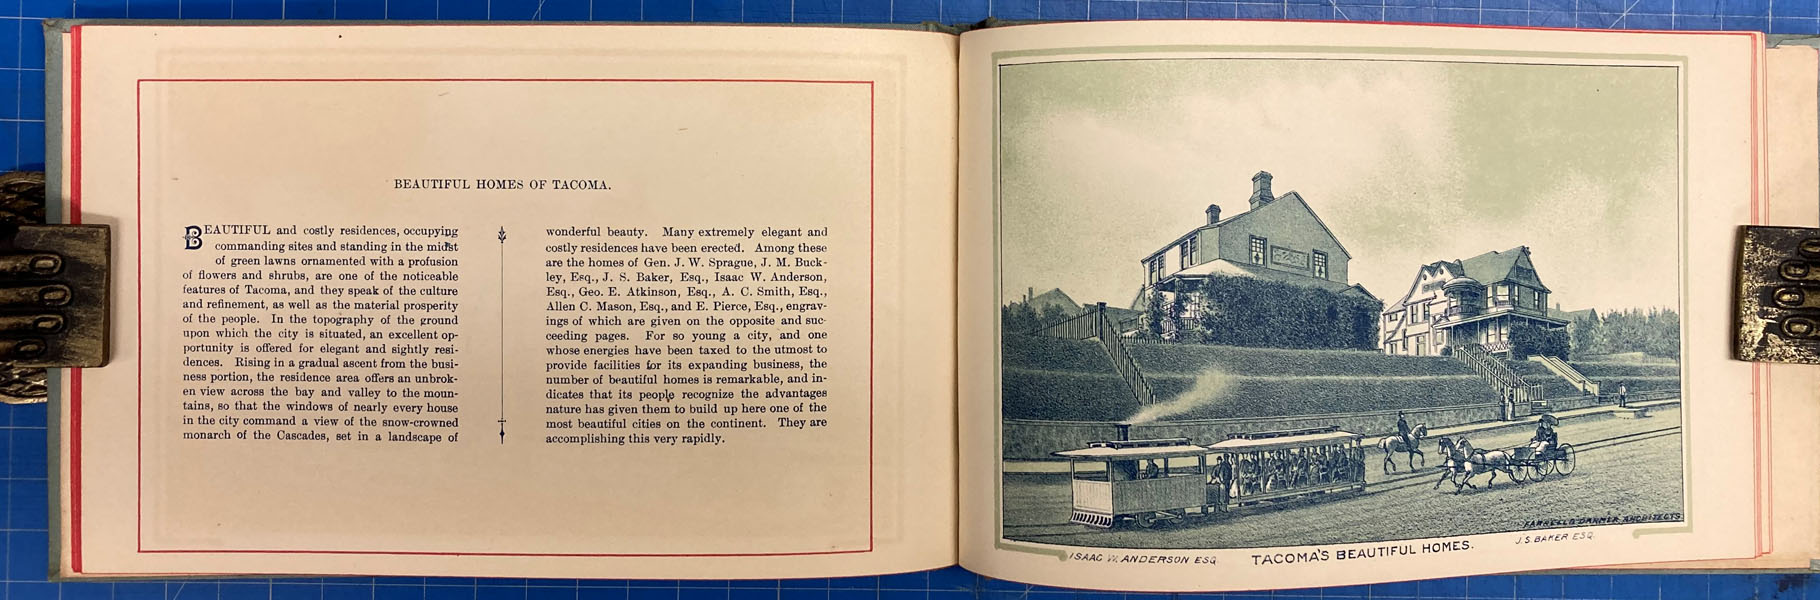 BEAUTIFUL HOMES OF TACOMA.
BEAUTIFUL and costly residences, occupying
commanding sites and standing in the midst
of green lawns ornamented with a profusion
of flowers and shrubs, are one of the noticeable
features of Tacoma, and they speak of the culture
and refinement, as well as the material prosperity
of the people. In the topography of the ground
upon which the city is situated, an excellent op-
portunity is offered for elegant and sightly resi-
dences. Rising in a gradual ascent from the busi-
ness portion, the residence area offers an unbrok-
en view across the bay and valley to the moun-
tains, so that the windows of nearly every house
in the city command a view of the snow-crowned
monarch of the Cascades, set in a landscape of
wonderful beauty. Many extremely elegant and
costly residences have been erected. Among these
are the homes of Gen. J. W. Sprague, J. M. Buck-
ley, Esq., J. S. Baker, Esq., Isaac W. Anderson,
Esq., Geo. E. Atkinson, Esq., A. C. Smith, Esq.,
Allen C. Mason, Esq., and E. Pierce, Esq., engrav-
ings of which are given on the opposite and suc-
ceeding pages. For so young a city, and one
whose energies have been taxed to the utmost to
provide facilities for its expanding business, the
number of beautiful homes is remarkable, and in-
dicates that its people recognize the advantages
nature has given them to build up here one of the
most beautiful cities on the continent. They are
accomplishing this very rapidly.
FARRELL & DARMER ARCHITECTS
ISAAC W. ANDERSON ESQ.
TACOMA'S BEAUTIFUL HOMES.
J.S. BAKER ESQ.